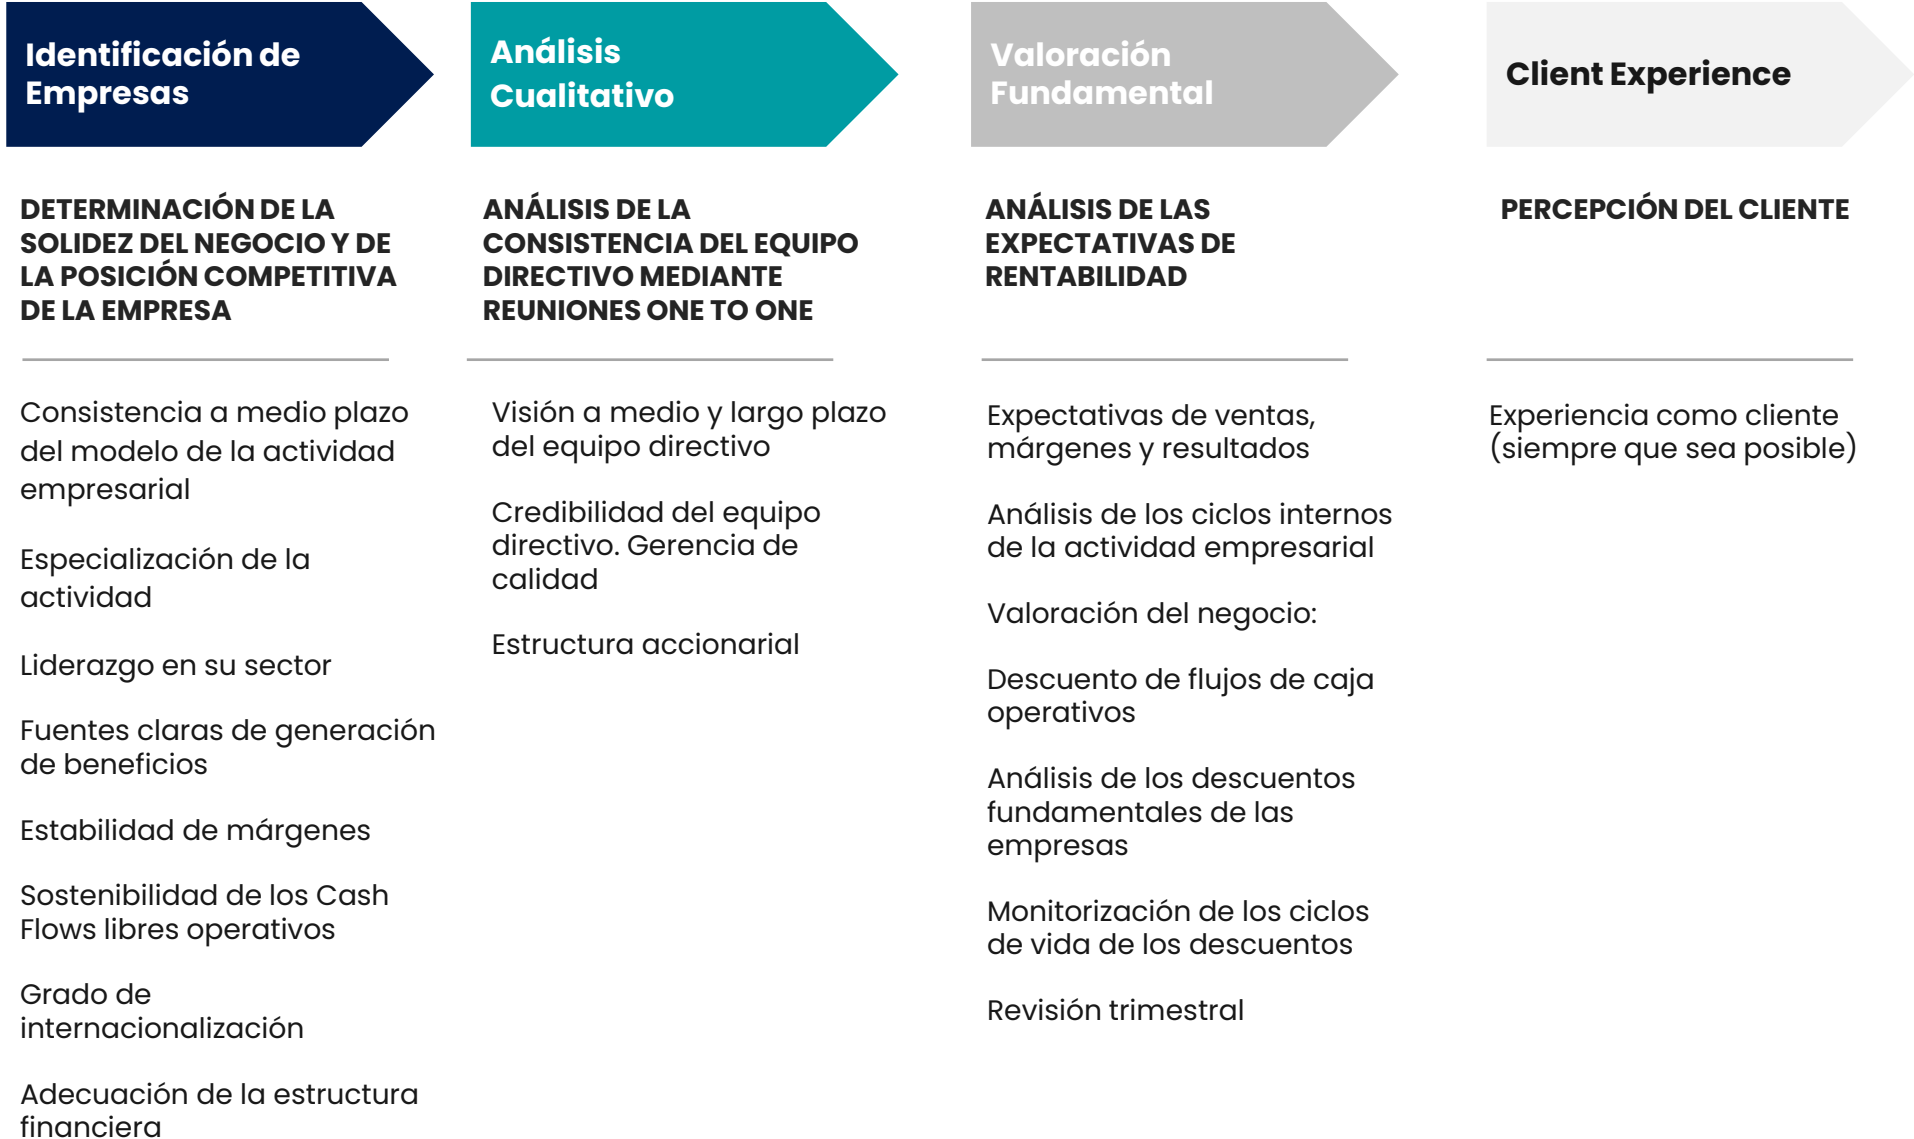 Identificación de
Empresas
DETERMINACIÓN DE LA
SOLIDEZ DEL NEGOCIO Y DE
LA POSICIÓN COMPETITIVA
DE LA EMPRESA
Consistencia a medio plazo
del modelo de la actividad
empresarial
Especialización de la
actividad
Liderazgo en su sector
Fuentes claras de generación
de beneficios
Estabilidad de márgenes
Sostenibilidad de los Cash
Flows libres operativos
Grado de
internacionalización
Adecuación de la estructura
financiera
Análisis
Cualitativo
ANÁLISIS DE LA
CONSISTENCIA DEL EQUIPO
DIRECTIVO MEDIANTE
REUNIONES ONE TO ONE
Visión a medio y largo plazo
del equipo directivo
Credibilidad del equipo
directivo. Gerencia de
calidad
Estructura accionarial
Valoración
Fundamental
ANÁLISIS DE LAS
EXPECTATIVAS DE
RENTABILIDAD
Expectativas de ventas,
márgenes y resultados
Análisis de los ciclos internos
de la actividad empresarial
Valoración del negocio:
Descuento de flujos de caja
operativos
Análisis de los descuentos
fundamentales de las
empresas
Monitorización de los ciclos
de vida de los descuentos
Revisión trimestral
Client Experience
PERCEPCIÓN DEL CLIENTE
Experiencia como cliente
(siempre que sea posible)